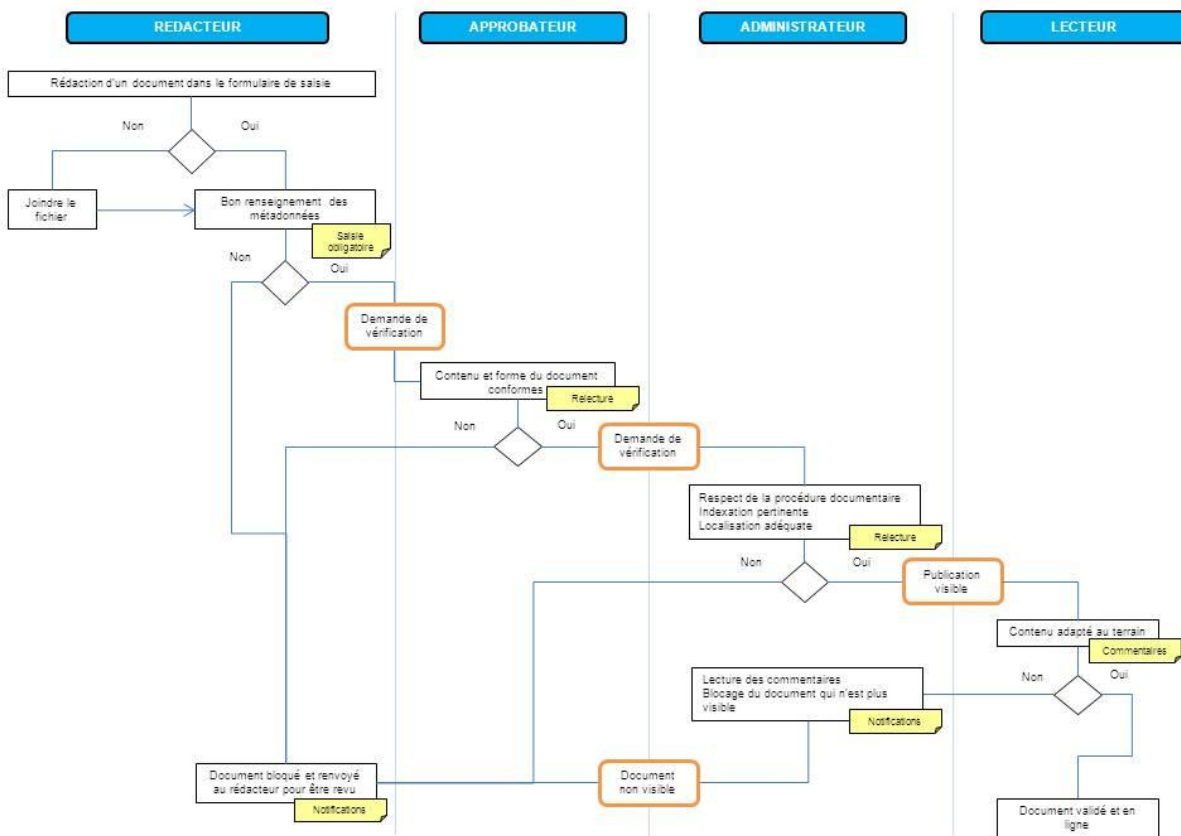 REDACTEUR
APPROBATEUR
ADMINISTRATEUR
LECTEUR
Rédaction d'un document dans le formulaire de saisie
Non
Oui
Joindre le
fichier
Bon renseignement des
métadonnées
Saisie
obligatoire
Non
Oui
Demande de
vérification
Contenu et forme du document
conformes
Relecture
Non
Oui
Demande de
vérification
Respect de la procédure documentaire
Indexation pertinente
Localisation adéquate
Relecture
Non
Oui
Publication
visible
Contenu adapté au terrain
Commentaires
Non
Oui
Lecture des commentaires
Blocage du document qui n'est plus
visible
Notifications
Document bloqué et renvoyé
au rédacteur pour être revu
Notifications
Document
non visible
Document validé et en
ligne